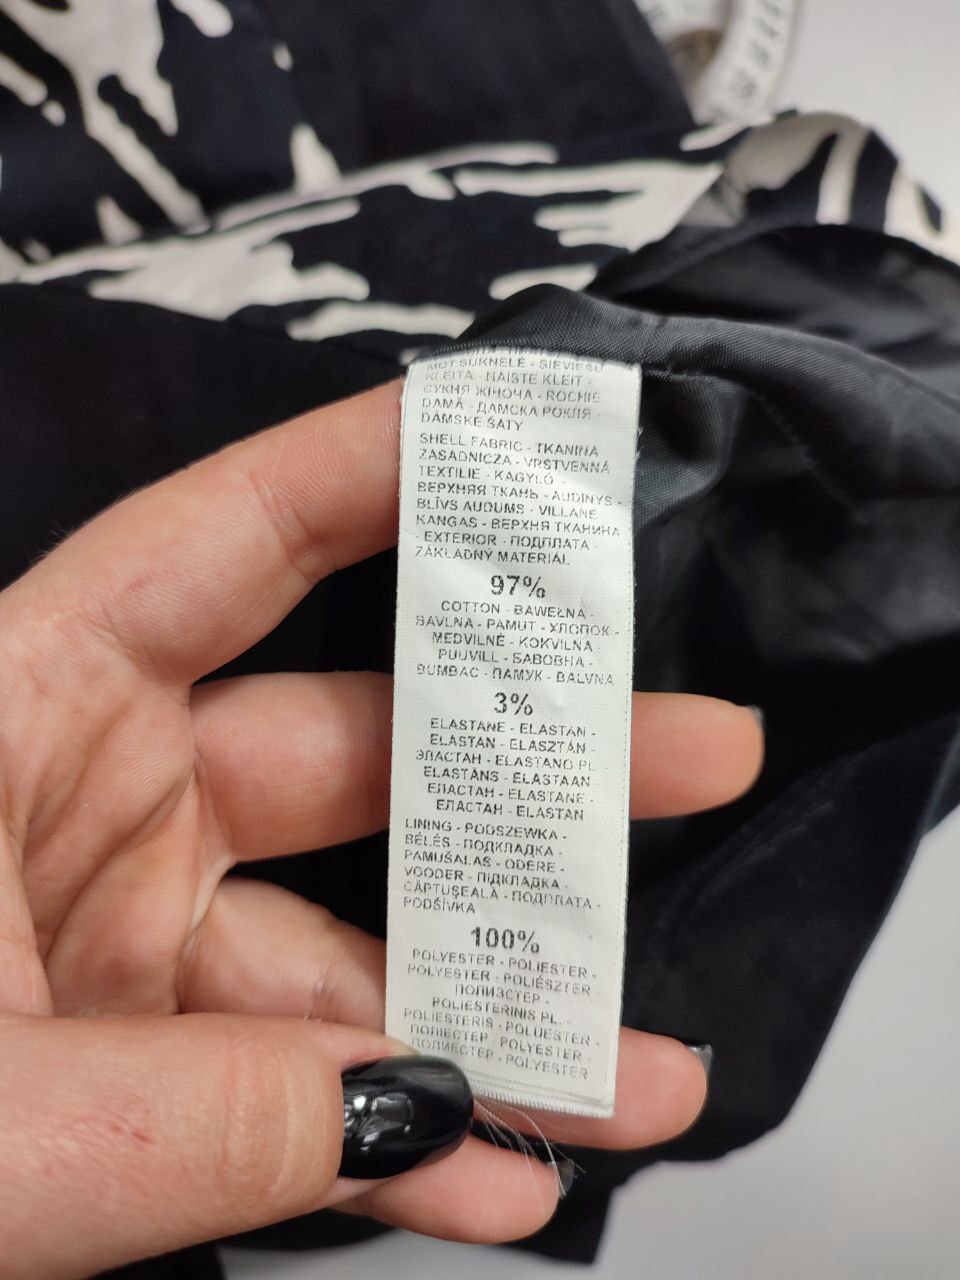 MOT SUKNELĖ - SIEVIEŠU
KLEITA - NAISTE KLEIT -
СУКНЯ ЖІНОЧА - ROCHIE
DAMĂ - ДАМСКА РОКЛЯ -
DÁMSKE ŠATY
SHELL FABRIC - TKANINA
ZASADNICZA - VRSTVENNÁ
TEXTILIE - KAGYLÓ -
ВЕРХНЯЯ ТКАНЬ - AUDINYS -
BLĪVS AUDUMS - VILLANE
KANGAS - ВЕРХНЯ ТКАНИНА
- EXTERIOR - ПОДПЛАТА -
ZÁKLADNÝ MATERIÁL
97%
COTTON - BAWEŁNA -
BAVLNA - PAMUT - ХЛОПОК -
MEDVILNĖ - KOKVILNA -
PUUVILL - БАВОВНА -
BUMBAC - ПАМУК - BALVNA
3%
ELASTANE - ELASTAN -
ELASTAN - ELASZTÁN -
ЭЛАСТАН - ELASTANO PL -
ELASTĀNS - ELASTAAN
ЕЛАСТАН - ELASTANE -
ЕЛАСТАН - ELASTAN
LINING - PODSZEWKA -
BÉLÉS - ПОДКЛАДКА -
PAMUŠALAS - ODERE -
VOODER - ПІДКЛАДКА -
CĂPTUȘEALĂ - ПОДПЛАТА -
PODŠÍVKA
100%
POLYESTER - POLIESTER -
POLYESTER - POLIÉSZTER -
ПОЛИЭСТЕР -
POLIESTERINIS PL. -
POLIESTERIS - POLÜESTER -
ПОЛІЕСТЕР - POLYESTER -
ПОЛИЕСТЕР - POLYESTER